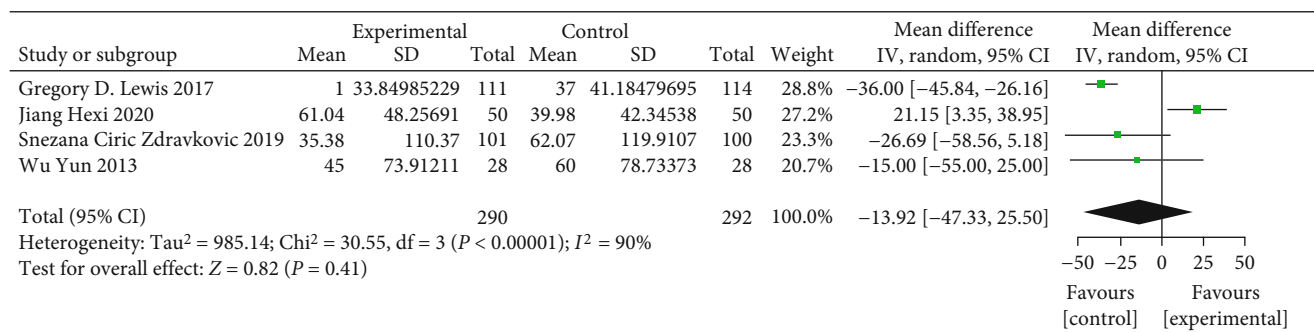 Experimental Control Mean difference Mean difference
Study or subgroup Mean SD Total Mean SD Total Weight IV, random, 95% CI IV, random, 95% CI
Gregory D. Lewis 2017 1 33.84985229 111 37 41.18479695 114 28.8% −36.00 [−45.84, −26.16]
Jiang Hexi 2020 61.04 48.25691 50 39.98 42.34538 50 27.2% 21.15 [3.35, 38.95]
Snezana Ciric Zdravkovic 2019 35.38 110.37 101 62.07 119.9107 100 23.3% −26.69 [−58.56, 5.18]
Wu Yun 2013 45 73.91211 28 60 78.73373 28 20.7% −15.00 [−55.00, 25.00]
Total (95% CI) 290 292 100.0% −13.92 [−47.33, 25.50]
Heterogeneity: Tau² = 985.14; Chi² = 30.55, df = 3 (P < 0.00001); I² = 90%
Test for overall effect: Z = 0.82 (P = 0.41)
−50 −25 0 25 50
Favours Favours
[control] [experimental]